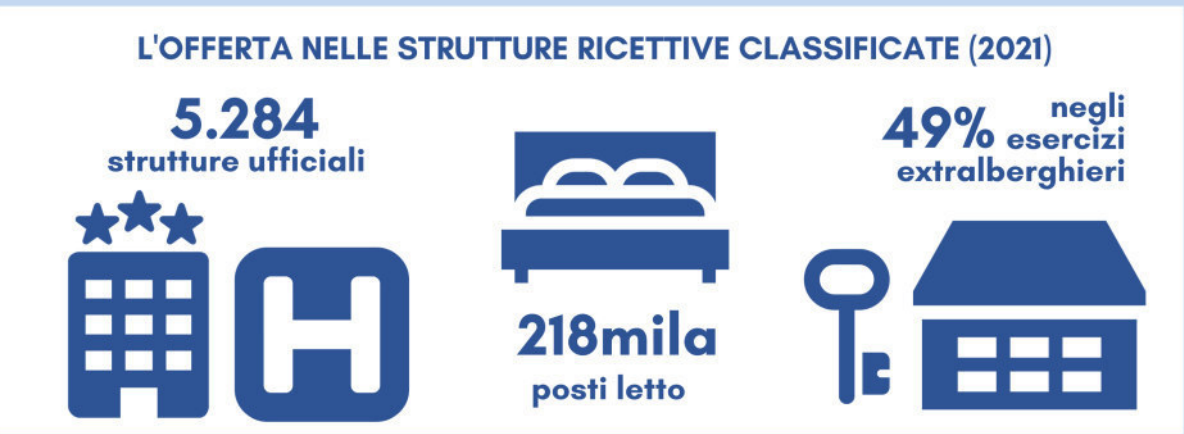 L'OFFERTA NELLE STRUTTURE RICETTIVE CLASSIFICATE (2021)
5.284
strutture ufficiali
H
218mila
posti letto
49% negli
esercizi
extralberghieri